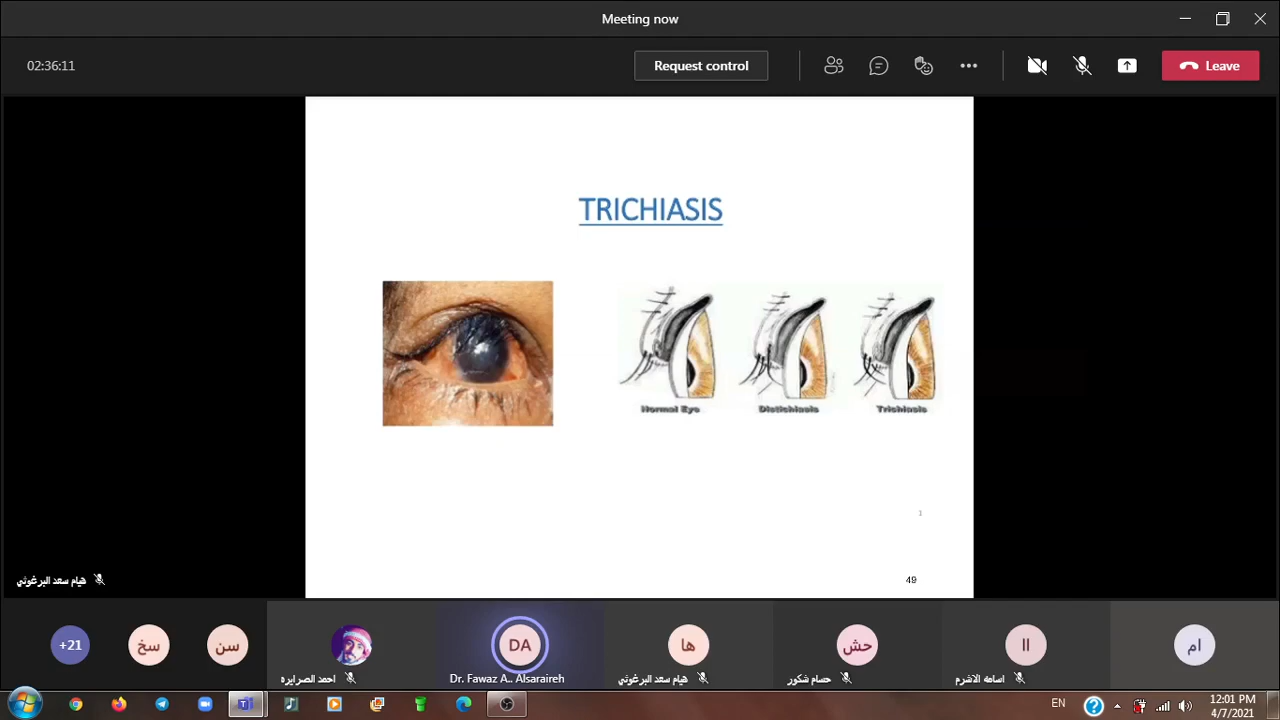 Meeting now
02:36:11
Request control
Leave
TRICHIASIS
Normal Eye
Distichiasis
Trichiasis
1
49
هيام سعد البرغوثي
+21
سخ
سن
احمد الصرايره
DA
Dr. Fawaz A.. Alsaraireh
ها
هيام سعد البرغوثي
حش
حسام شكور
اا
اسامه الاشرم
ام
EN
12:01 PM
4/7/2021